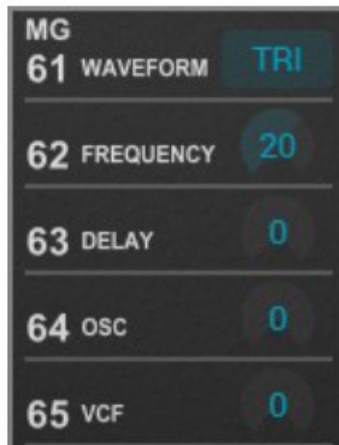 MG
61 WAVEFORM TRI
62 FREQUENCY 20
63 DELAY 0
64 OSC 0
65 VCF 0